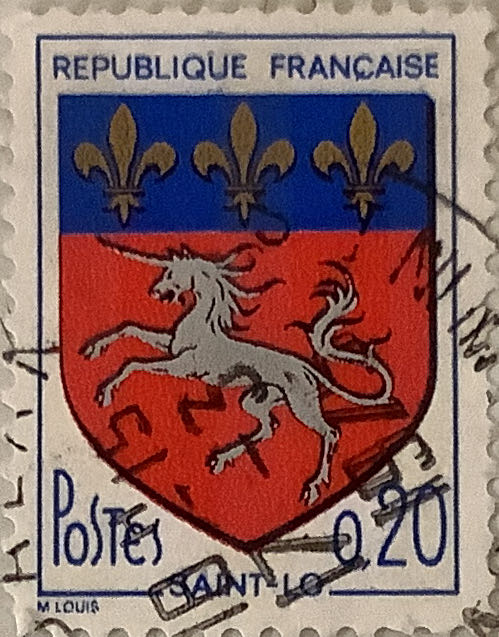 REPUBLIQUE FRANÇAISE
Postes
0,20
SAINT-LO
M LOUIS